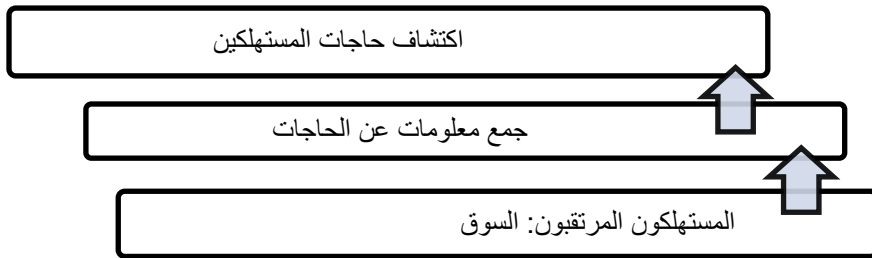 اكتشاف حاجات المستهلكين
جمع معلومات عن الحاجات
المستهلكون المرتقبون: السوق